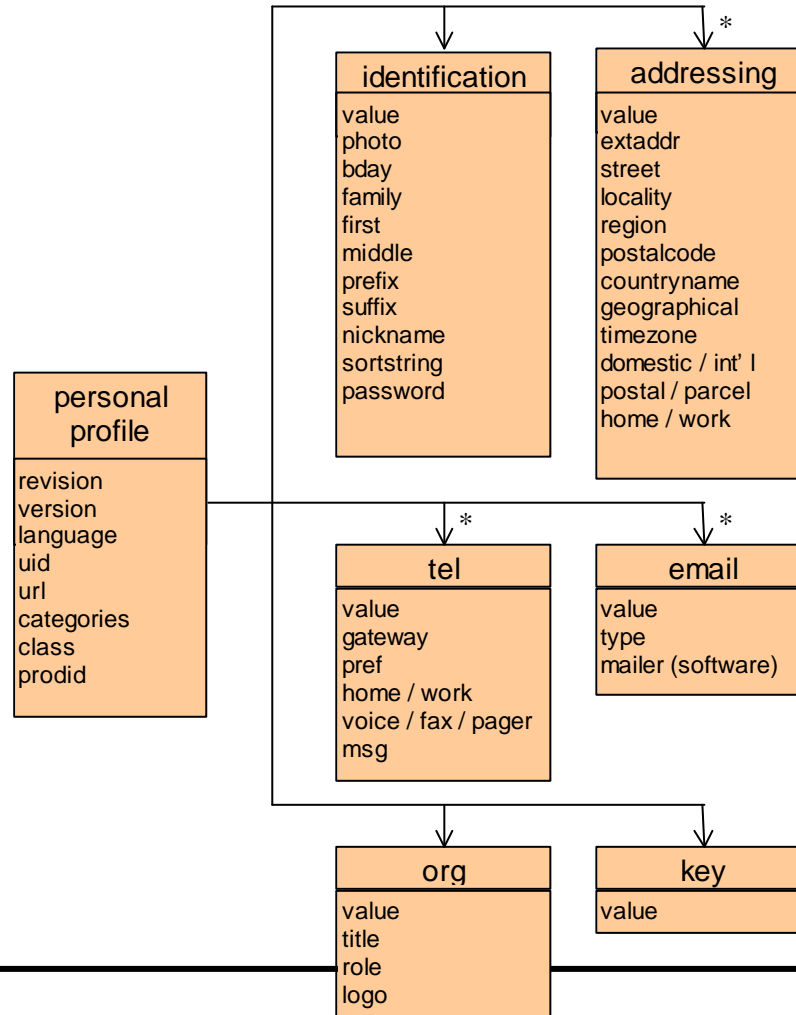 *
identification
value
photo
bday
family
first
middle
prefix
suffix
nickname
sortstring
password
addressing
value
extaddr
street
locality
region
postalcode
countryname
geographical
timezone
domestic / int' l
postal / parcel
home / work
personal
profile
revision
version
language
uid
url
categories
class
prodid
*
tel
value
gateway
pref
home / work
voice / fax / pager
msg
*
email
value
type
mailer (software)
org
value
title
role
logo
key
value